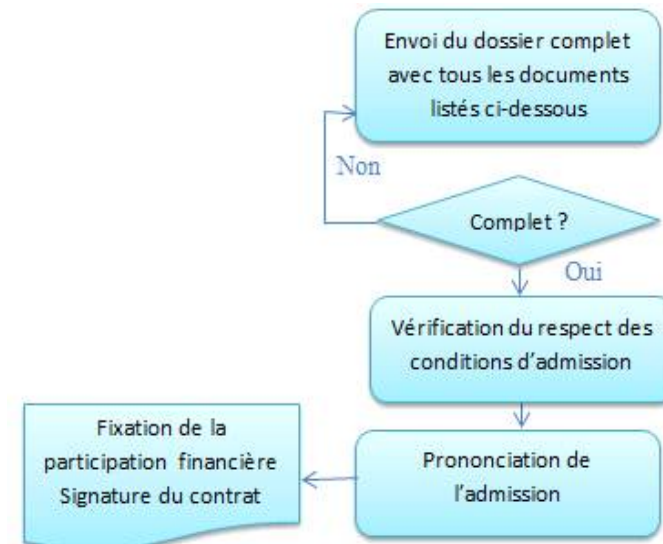 Envoi du dossier complet
avec tous les documents
listés ci-dessous
Non
Complet ?
Oui
Vérification du respect des
conditions d'admission
Prononciation de
l'admission
Fixation de la
participation financière
Signature du contrat